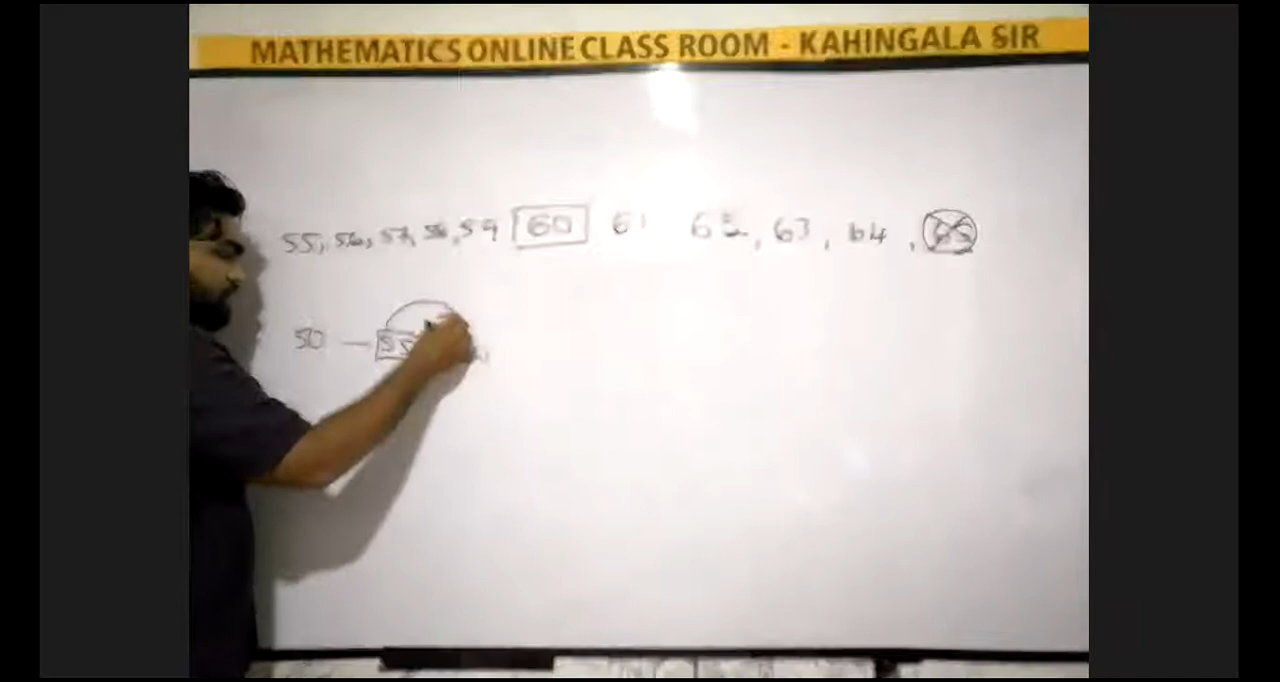 MATHEMATICS ONLINE CLASS ROOM - KAHINGALA SIR
55, 56, 57, 58, 59 60 61 62, 63, 64, 65
50 — 55